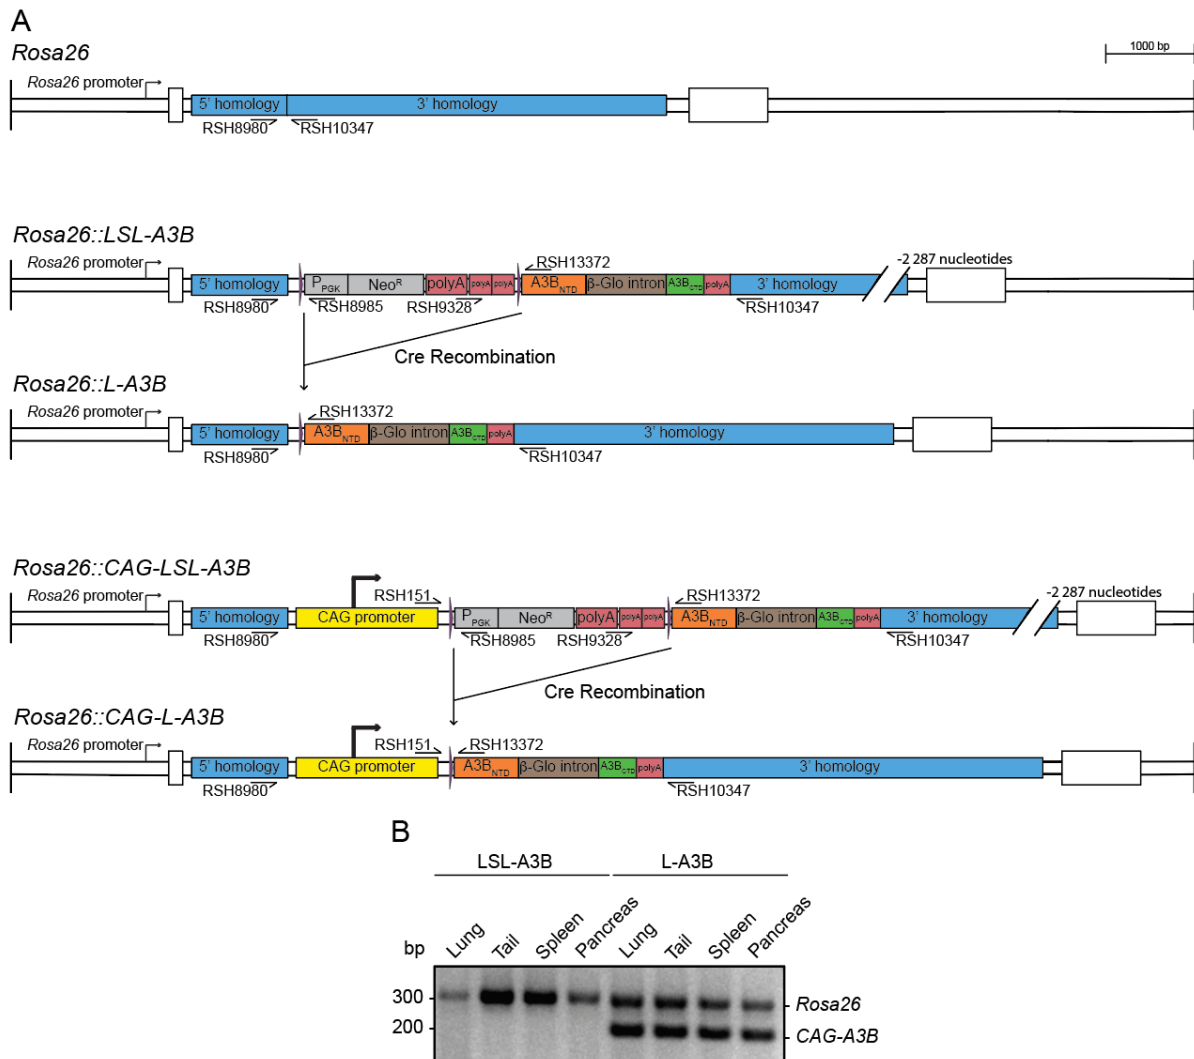 A
Rosa26
1000 bp
Rosa26 promoter
5’ homology 3’ homology
RSH8980 RSH10347
Rosa26::LSL-A3B
Rosa26 promoter RSH13372 -2 287 nucleotides
5’ homology PPGK NeoR polyA polyA polyA A3BNTD β-Glo intron A3BCTD polyA 3’ homology
RSH8980 RSH8985 RSH9328 RSH10347
Cre Recombination
Rosa26::L-A3B
Rosa26 promoter RSH13372
5’ homology A3BNTD β-Glo intron A3BCTD polyA 3’ homology
RSH8980 RSH10347
Rosa26::CAG-LSL-A3B
Rosa26 promoter RSH151 RSH13372 -2 287 nucleotides
5’ homology CAG promoter PPGK NeoR polyA polyA polyA A3BNTD β-Glo intron A3BCTD polyA 3’ homology
RSH8980 RSH8985 RSH9328 RSH10347
Cre Recombination
Rosa26::CAG-L-A3B
Rosa26 promoter RSH151 RSH13372
5’ homology CAG promoter A3BNTD β-Glo intron A3BCTD polyA 3’ homology
RSH8980 RSH10347
B
LSL-A3B L-A3B
bp Lung Tail Spleen Pancreas Lung Tail Spleen Pancreas
300 Rosa26
200 CAG-A3B